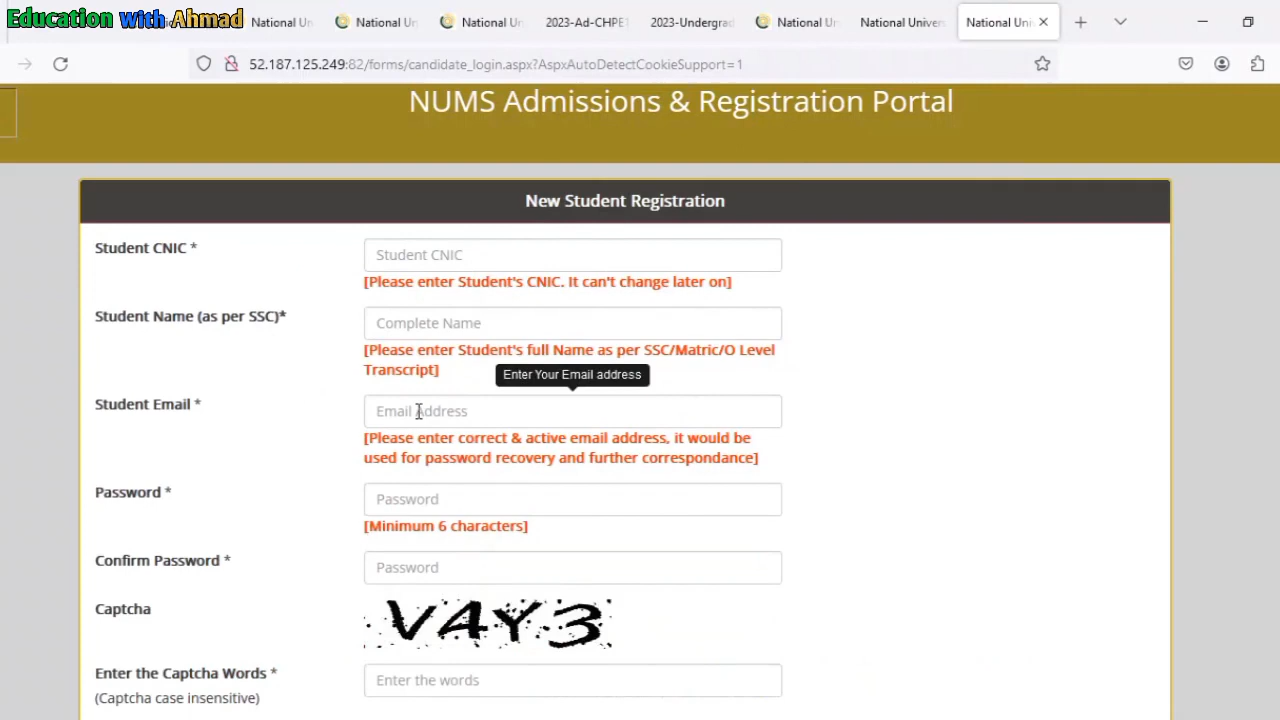 Education with Ahmad
National Un
National Un
National Un
2023-Ad-CHPE
2023-Undergrad
National Un
National Univers
National Uni
52.187.125.249:82/forms/candidate_login.aspx?AspxAutoDetectCookieSupport=1
NUMS Admissions & Registration Portal
New Student Registration
Student CNIC *
Student CNIC
[Please enter Student's CNIC. It can't change later on]
Student Name (as per SSC)*
Complete Name
[Please enter Student's full Name as per SSC/Matric/O Level
Transcript]
Enter Your Email address
Student Email *
Email Address
[Please enter correct & active email address, it would be
used for password recovery and further correspondance]
Password *
Password
[Minimum 6 characters]
Confirm Password *
Password
Captcha
VAY3
Enter the Captcha Words *
Enter the words
(Captcha case insensitive)